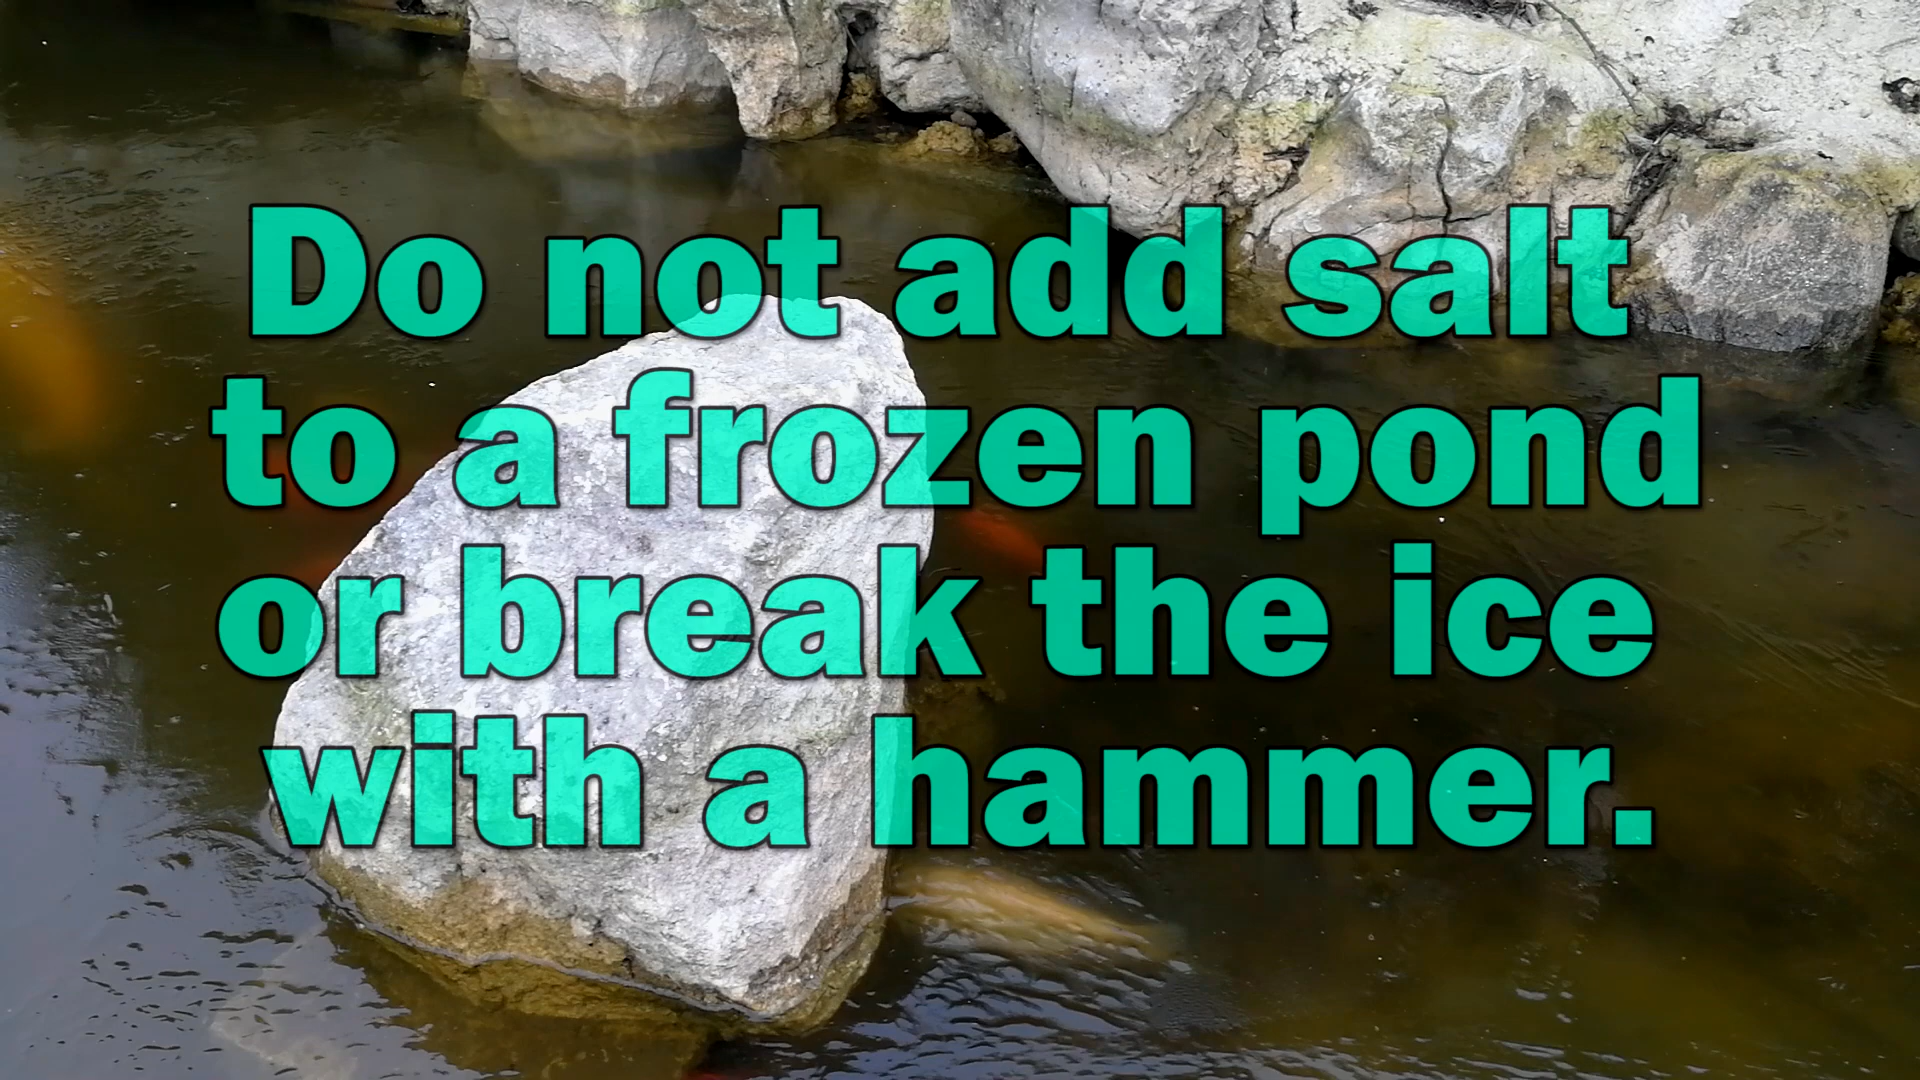 Do not add salt
to a frozen pond
or break the ice
with a hammer.